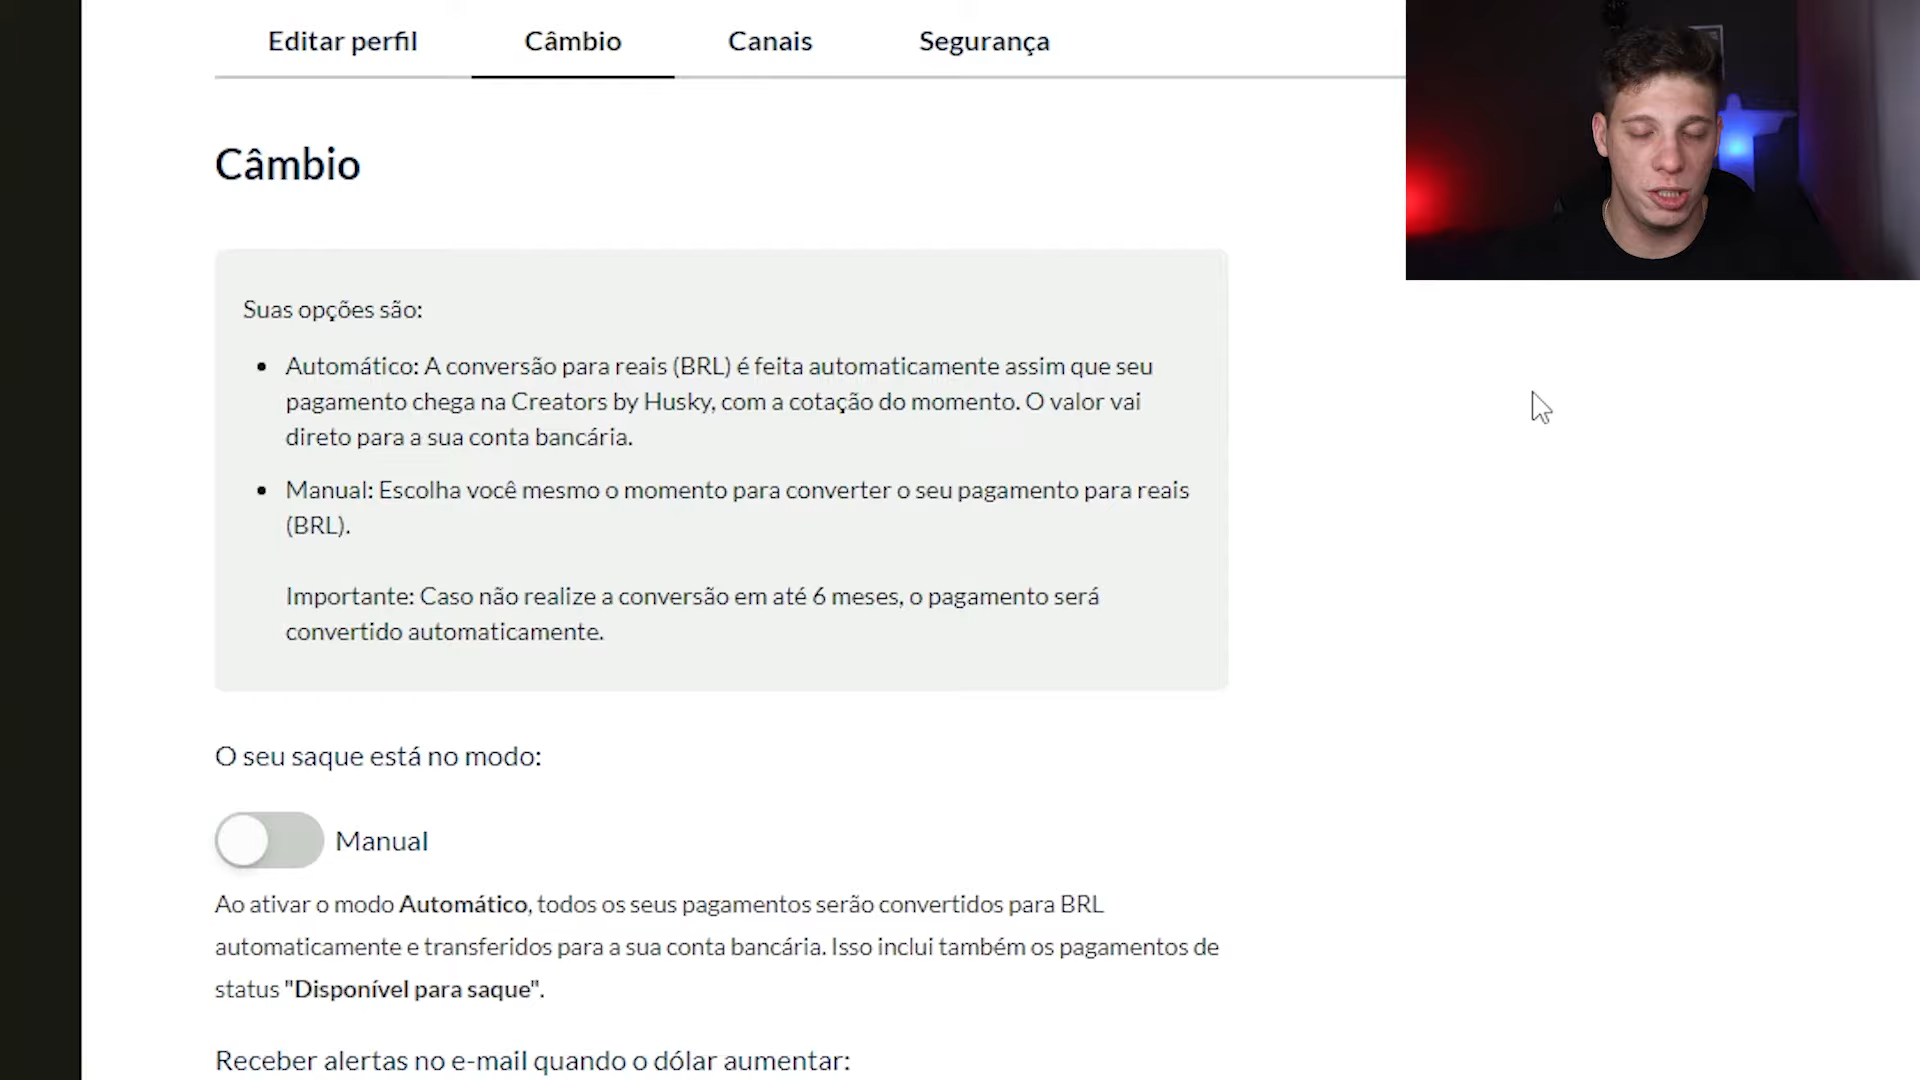 Editar perfil Câmbio Canais Segurança
Câmbio
Suas opções são:
Automático: A conversão para reais (BRL) é feita automaticamente assim que seu
pagamento chega na Creators by Husky, com a cotação do momento. O valor vai
direto para a sua conta bancária.
Manual: Escolha você mesmo o momento para converter o seu pagamento para reais
(BRL).
Importante: Caso não realize a conversão em até 6 meses, o pagamento será
convertido automaticamente.
O seu saque está no modo:
Manual
Ao ativar o modo Automático, todos os seus pagamentos serão convertidos para BRL
automaticamente e transferidos para a sua conta bancária. Isso inclui também os pagamentos de
status "Disponível para saque".
Receber alertas no e-mail quando o dólar aumentar: